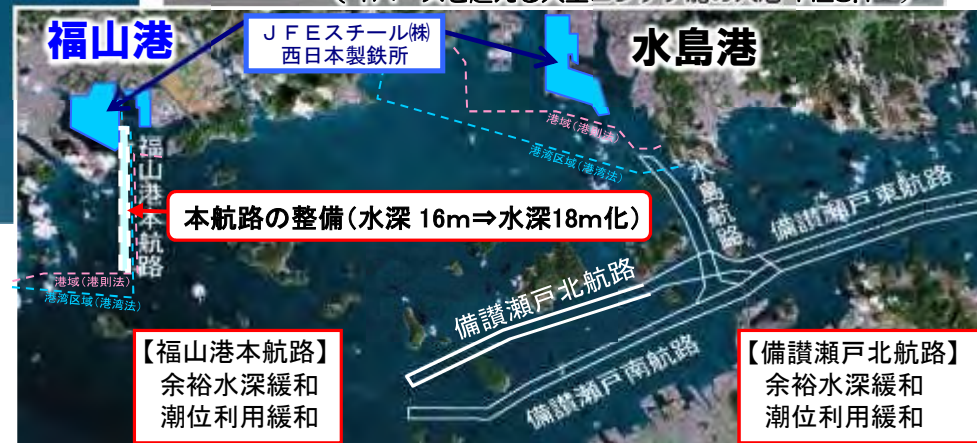 福山港
JFEスチール㈱
西日本製鉄所
水島港
港域(港則法)
港湾区域(港湾法)
福山港本航路
水島航路
備讃瀬戸東航路
本航路の整備(水深 16m⇒水深18m化)
港域(港則法)
港湾区域(港湾法)
備讃瀬戸北航路
備讃瀬戸南航路
【福山港本航路】
余裕水深緩和
潮位利用緩和
【備讃瀬戸北航路】
余裕水深緩和
潮位利用緩和